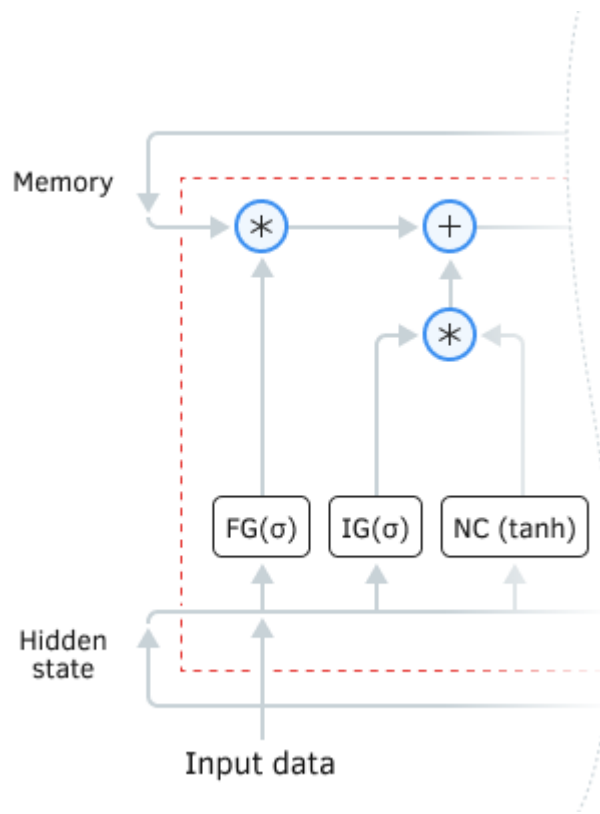 Memory
*
+
*
FG(σ)
IG(σ)
NC (tanh)
Hidden
state
Input data